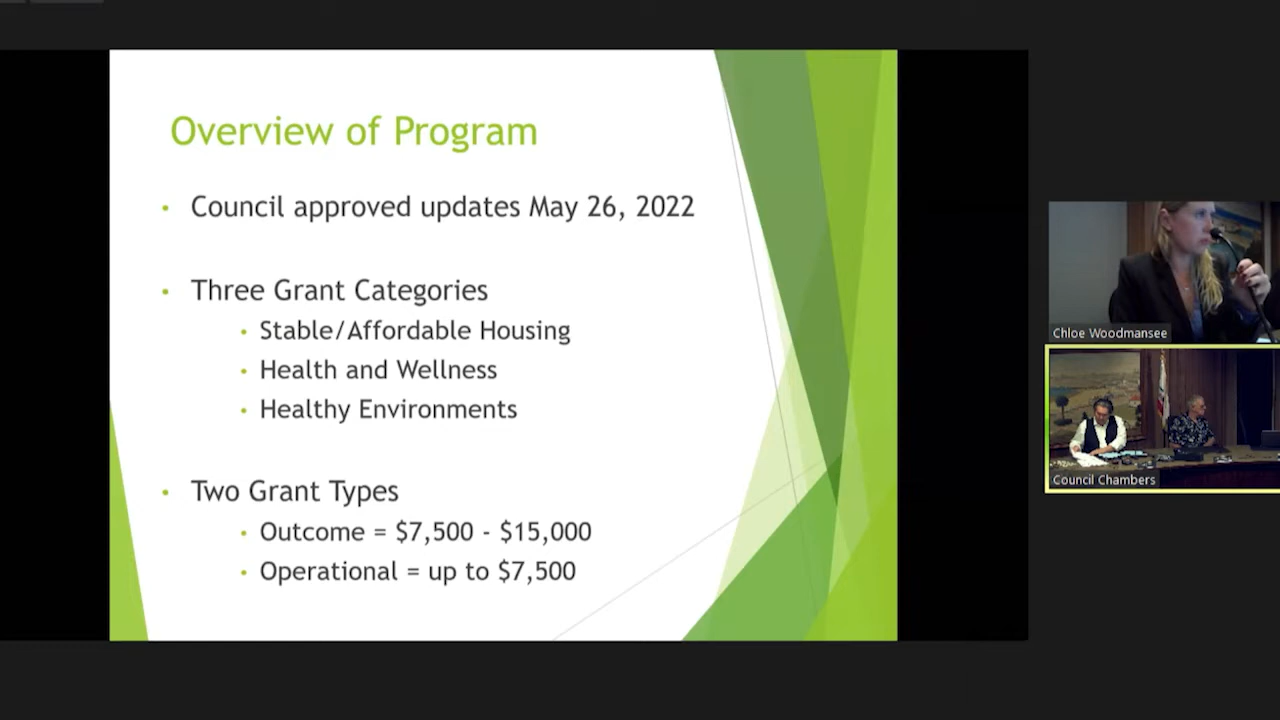 Overview of Program
• Council approved updates May 26, 2022
• Three Grant Categories
• Stable/Affordable Housing
• Health and Wellness
• Healthy Environments
• Two Grant Types
• Outcome = $7,500 - $15,000
• Operational = up to $7,500
Chloe Woodmansee
Council Chambers